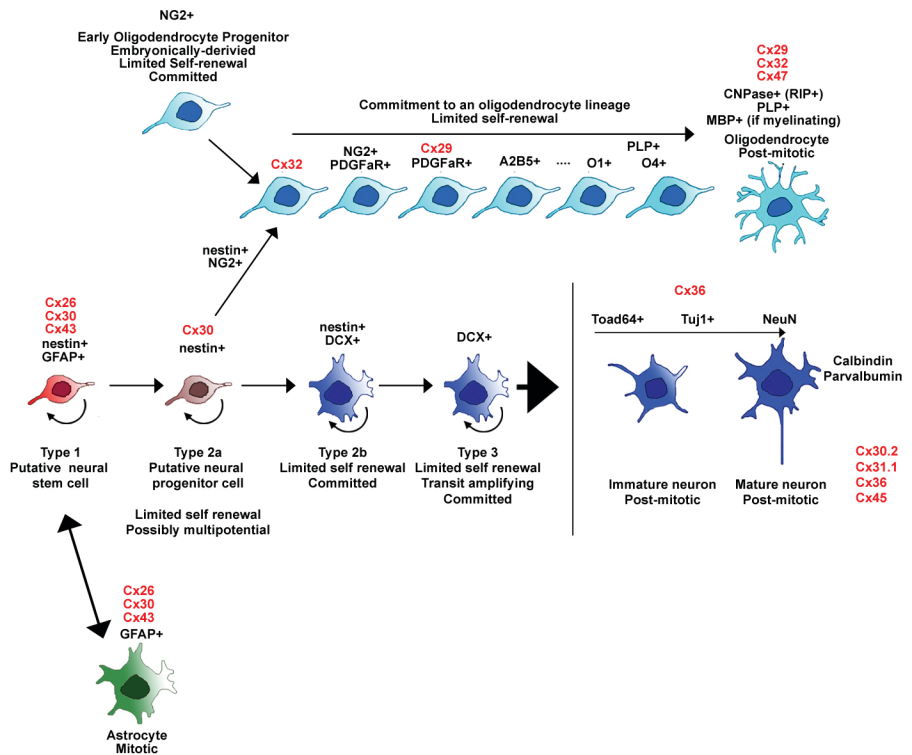 NG2+
Early Oligodendrocyte Progenitor
Embryonically-derivied
Limited Self-renewal
Committed
Cx29
Cx32
Cx47
CNPase+ (RIP+)
PLP+
MBP+ (if myelinating)
Oligodendrocyte
Post-mitotic
Commitment to an oligodendrocyte lineage
Limited self-renewal
Cx32
NG2+
PDGFaR+
Cx29
PDGFaR+
A2B5+
....
O1+
PLP+
O4+
nestin+
NG2+
Cx26
Cx30
Cx43
nestin+
GFAP+
Cx30
nestin+
nestin+
DCX+
DCX+
Cx36
Toad64+
Tuj1+
NeuN
Calbindin
Parvalbumin
Type 1
Putative neural
stem cell
Type 2a
Putative neural
progenitor cell
Limited self renewal
Possibly multipotential
Type 2b
Limited self renewal
Committed
Type 3
Limited self renewal
Transit amplifying
Committed
Immature neuron
Post-mitotic
Mature neuron
Post-mitotic
Cx30.2
Cx31.1
Cx36
Cx45
Cx26
Cx30
Cx43
GFAP+
Astrocyte
Mitotic